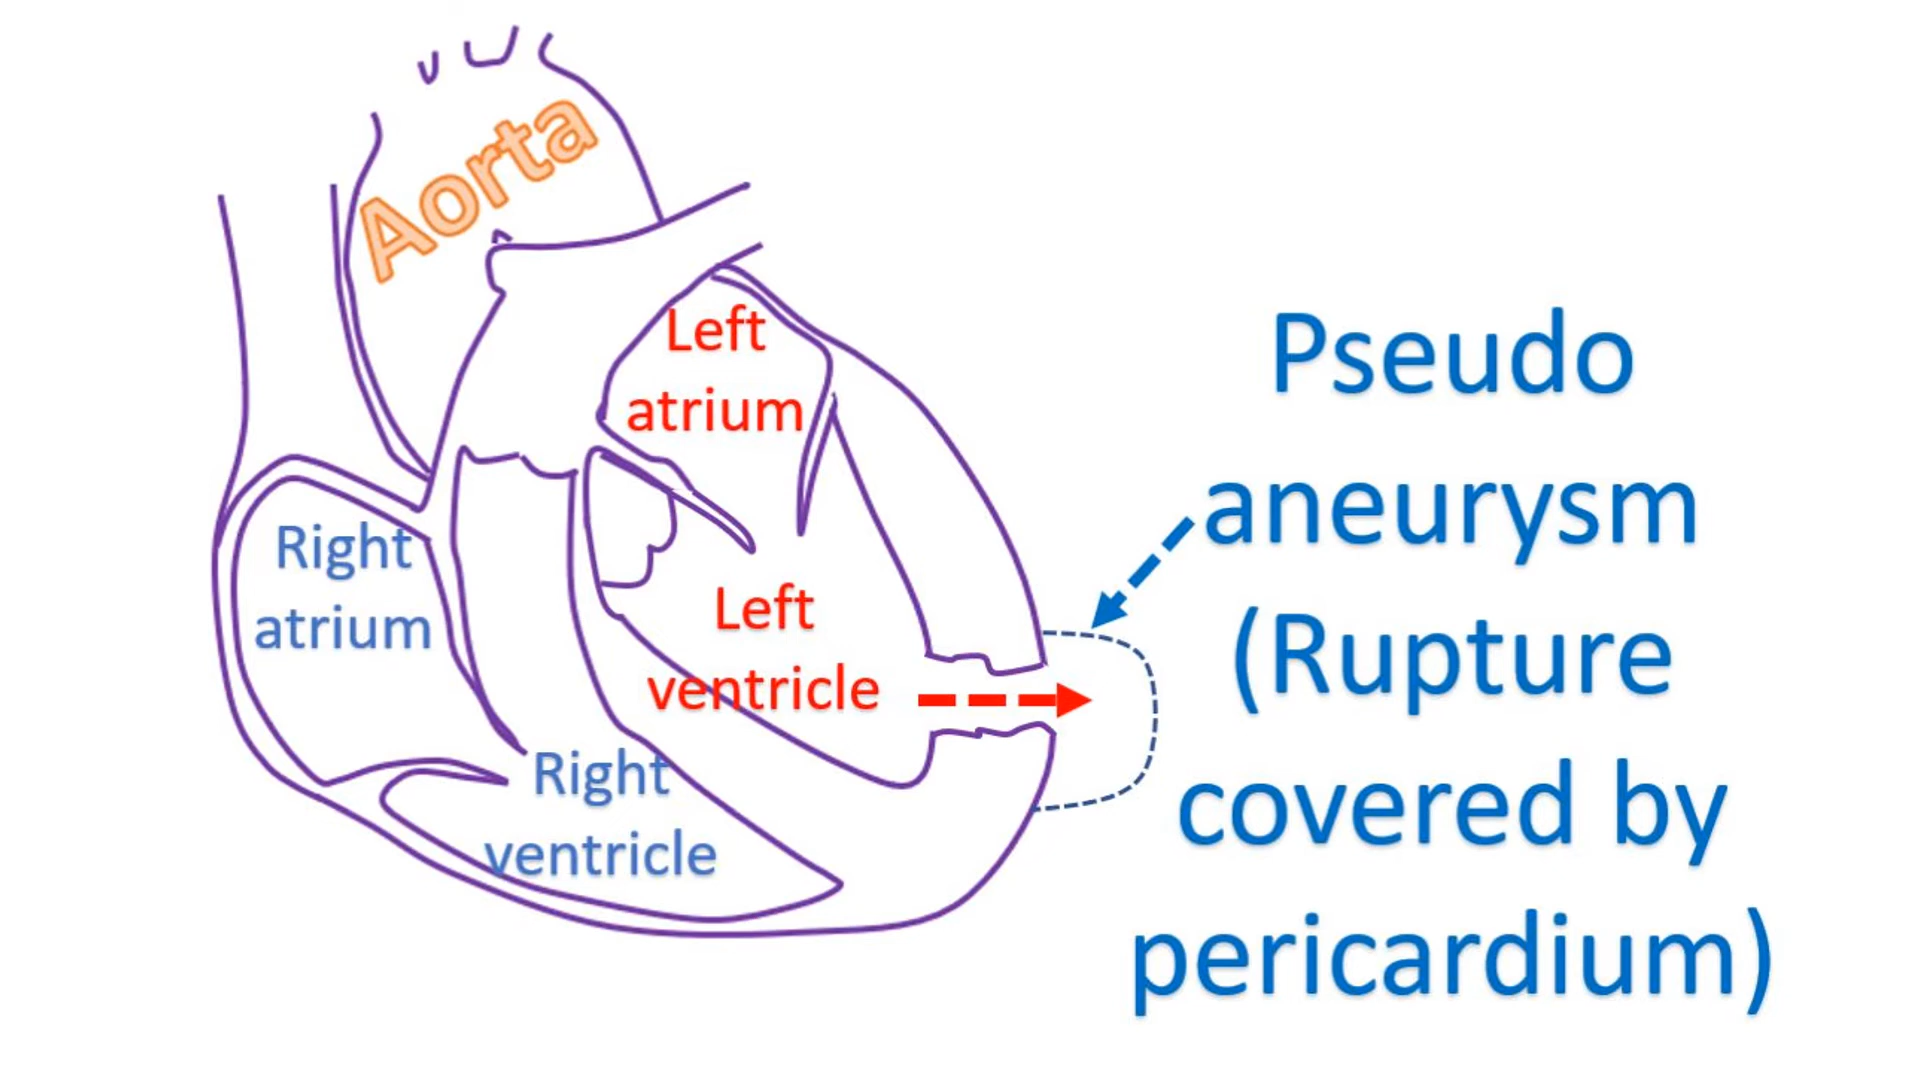 Aorta
Left
atrium
Right
atrium
Left
ventricle
Right
ventricle
Pseudo
aneurysm
(Rupture
covered by
pericardium)